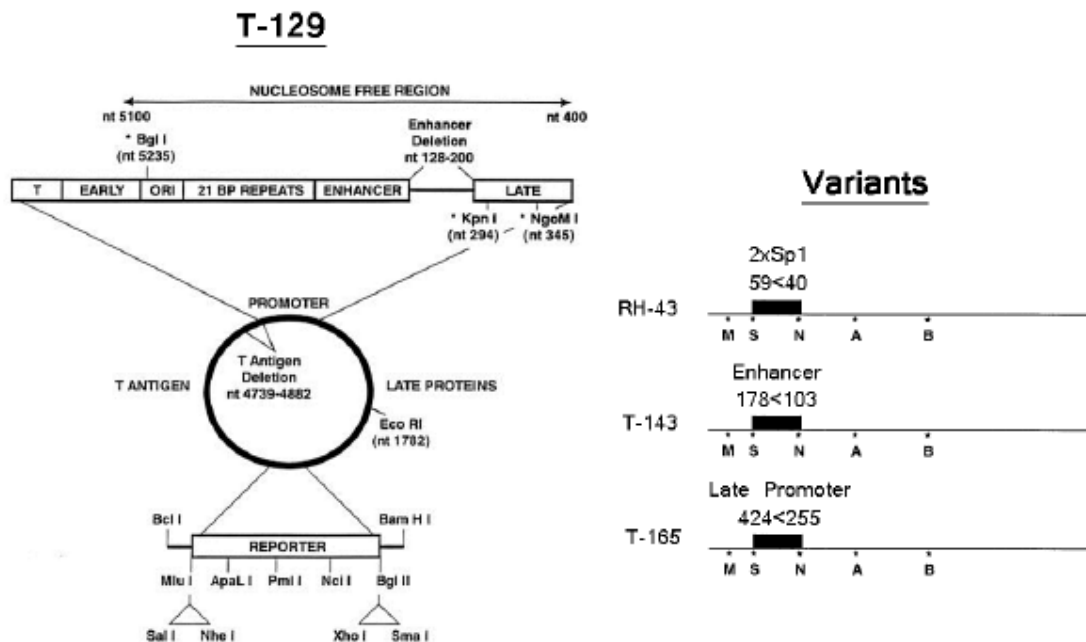 T-129
NUCLEOSOME FREE REGION
nt 5100
nt 400
* Bgl I
(nt 5235)
Enhancer
Deletion
nt 128-200
T EARLY ORI 21 BP REPEATS ENHANCER LATE
* Kpn I
(nt 294)
* NgoM I
(nt 345)
PROMOTER
T ANTIGEN
T Antigen
Deletion
nt 4739-4882
LATE PROTEINS
Eco RI
(nt 1782)
Bcl I
Bam H I
REPORTER
Mlu I ApaL I Pml I Nci I Bgl II
Sal I Nhe I Xho I Sma I
Variants
2xSp1
59<40
RH-43
* * * * *
M S N A B
Enhancer
178<103
T-143
* * * * *
M S N A B
Late Promoter
424<255
T-165
* * * * *
M S N A B